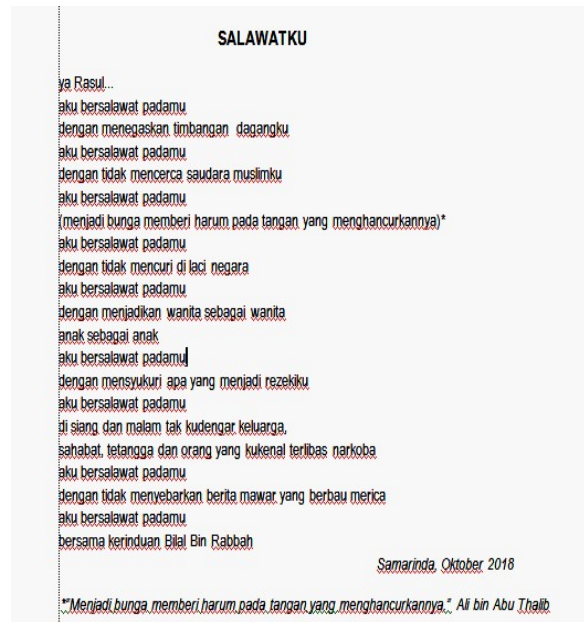 SALAWATKU
ya Rasul...
aku bersalawat padamu
dengan menegaskan timbangan dagangku
aku bersalawat padamu
dengan tidak mencerca saudara muslimku
aku bersalawat padamu
(menjadi bunga memberi harum pada tangan yang menghancurkannya)*
aku bersalawat padamu
dengan tidak mencuri di laci negara
aku bersalawat padamu
dengan menjadikan wanita sebagai wanita
anak sebagai anak
aku bersalawat padamu
dengan mensyukuri apa yang menjadi rezekiku
aku bersalawat padamu
di siang dan malam tak kudengar keluarga,
sahabat, tetangga dan orang yang kukenal terlibas narkoba
aku bersalawat padamu
dengan tidak menyebarkan berita mawar yang berbau merica
aku bersalawat padamu
bersama kerinduan Bilal Bin Rabbah
Samarinda, Oktober 2018
*"Menjadi bunga memberi harum pada tangan yang menghancurkannya." Ali bin Abu Thalib